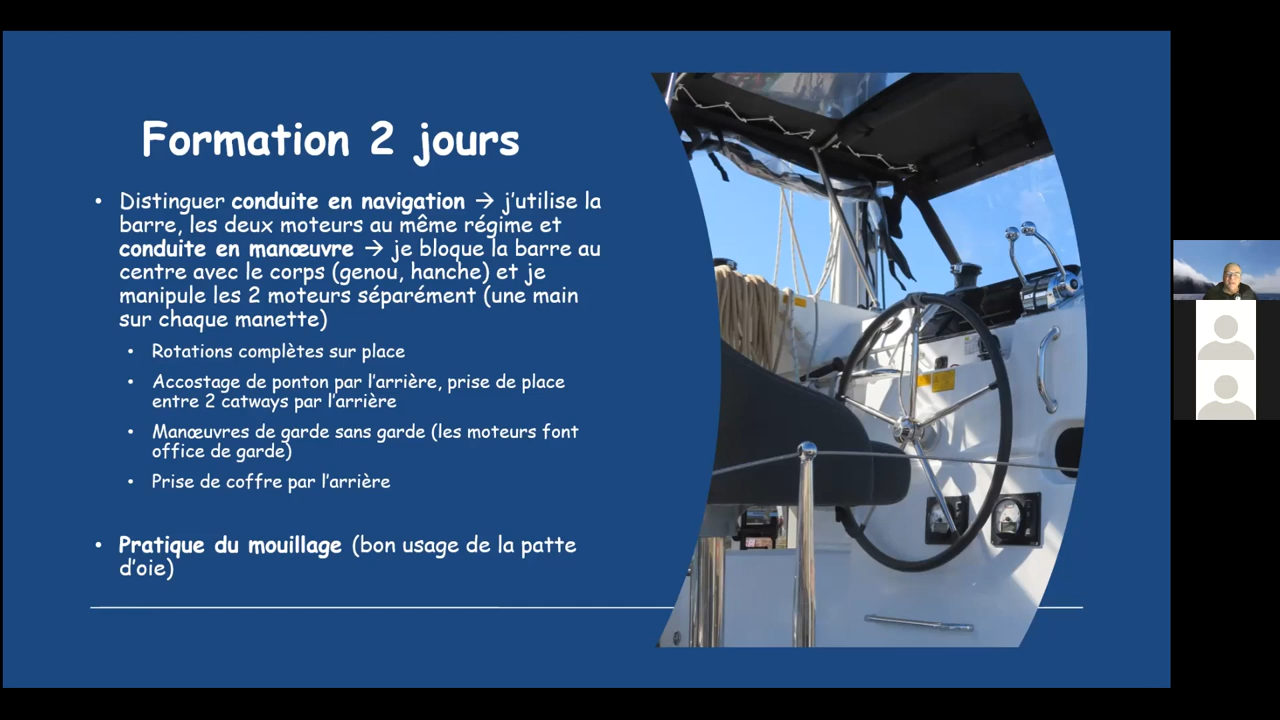 Formation 2 jours
• Distinguer conduite en navigation → j’utilise la
barre, les deux moteurs au même régime et
conduite en manœuvre → je bloque la barre au
centre avec le corps (genou, hanche) et je
manipule les 2 moteurs séparément (une main
sur chaque manette)
• Rotations complètes sur place
• Accostage de ponton par l’arrière, prise de place
entre 2 catways par l’arrière
• Manœuvres de garde sans garde (les moteurs font
office de garde)
• Prise de coffre par l’arrière
• Pratique du mouillage (bon usage de la patte
d’oie)